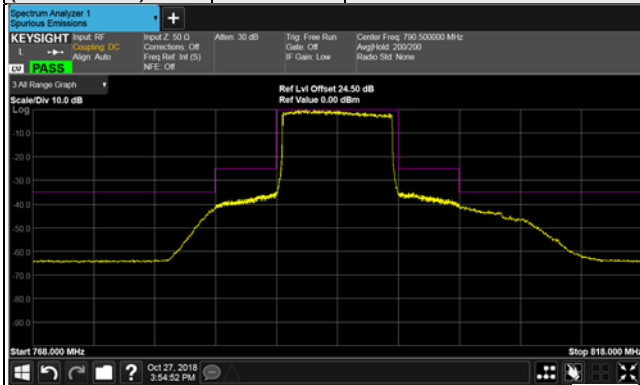 Spectrum Analyzer 1
Spurious Emissions
+
KEYSIGHT Input: RF Input Z: 50 Ω Atten: 30 dB Trig: Free Run Center Freq: 790.500000 MHz
L Coupling: DC Corrections: Off Gate: Off Avg|Hold: 200/200
Align: Auto Freq Ref: Int (S) IF Gain: Low Radio Std: None
LXI PASS NFE: Off
3 All Range Graph
Ref Lvl Offset 24.50 dB
Scale/Div 10.0 dB Ref Value 0.00 dBm
Log
-10.0
-20.0
-30.0
-40.0
-50.0
-60.0
-70.0
-80.0
-90.0
Start 768.000 MHz Stop 818.000 MHz
? Oct 27, 2018
3:54:52 PM